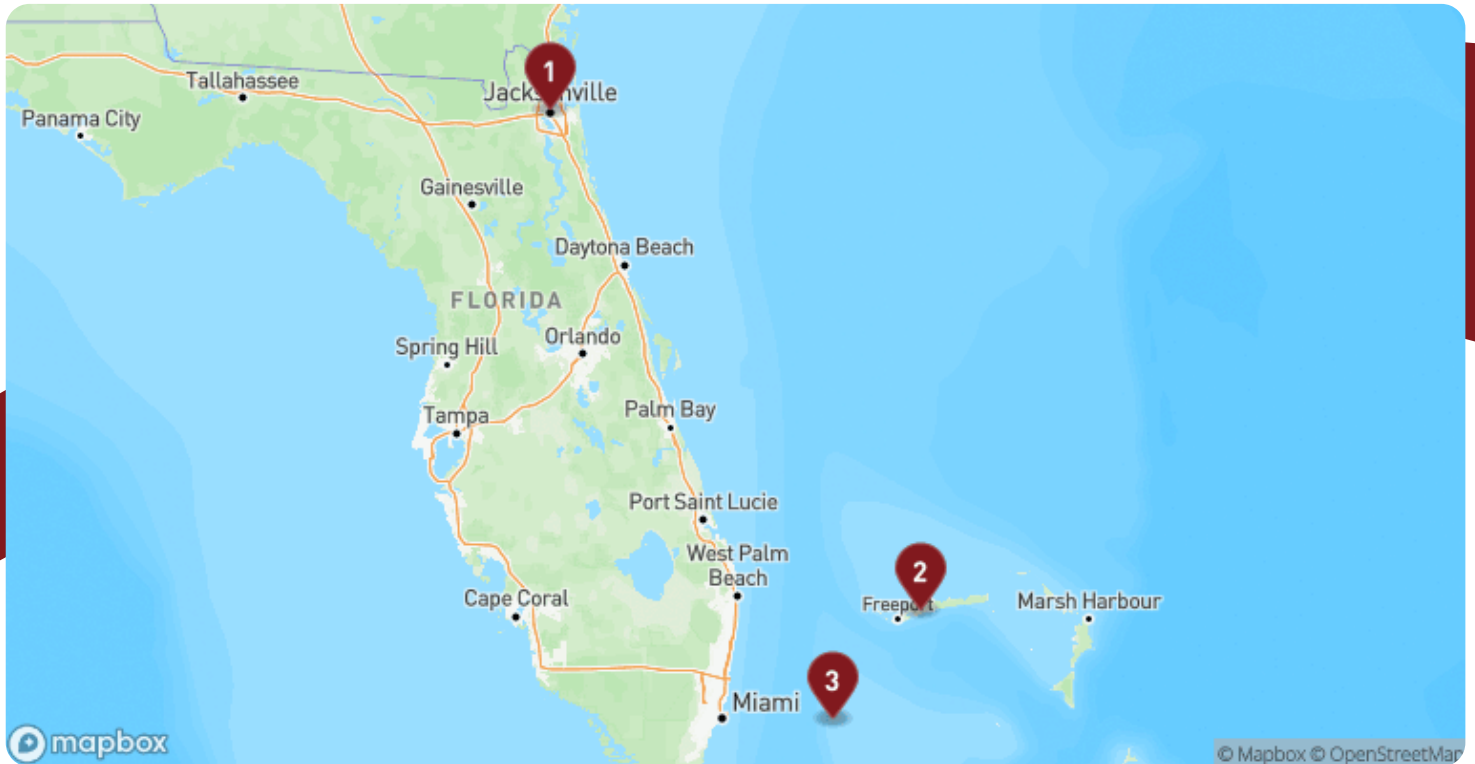 1
Jacksonville
Tallahassee
Panama City
Gainesville
Daytona Beach
FLORIDA
Orlando
Spring Hill
Tampa
Palm Bay
Port Saint Lucie
West Palm
Beach
2
Cape Coral
Freeport
Marsh Harbour
3
Miami
mapbox
© Mapbox © OpenStreetMap